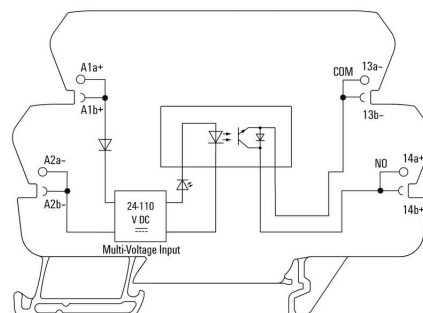 A1a+
A1b+
A2a-
A2b-
24-110
V DC
Multi-Voltage Input
COM
13a-
13b-
NO
14a+
14b+